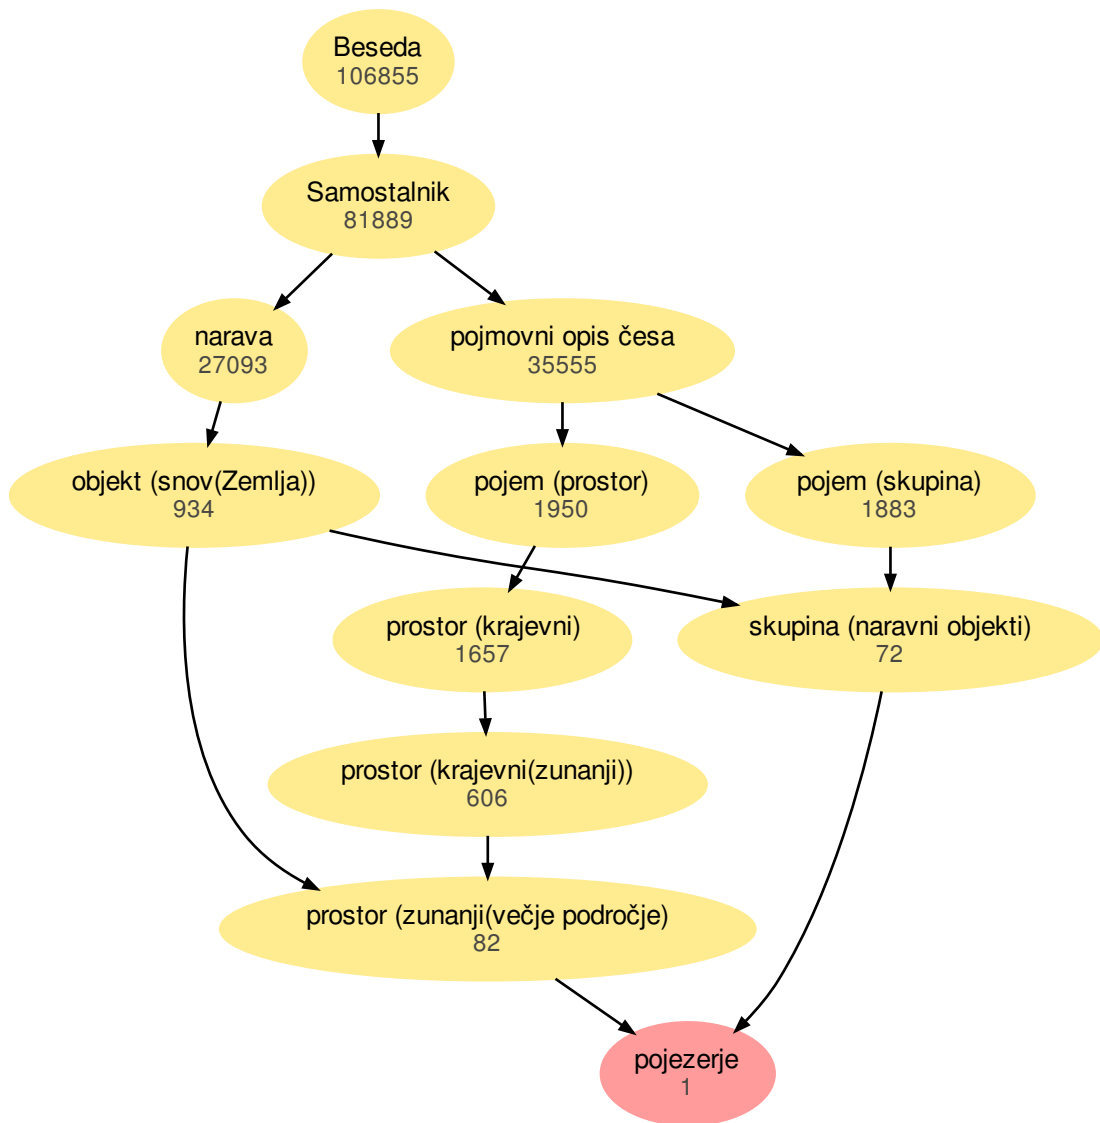 Beseda
106855
Samostalnik
81889
narava
27093
pojmovni opis česa
35555
objekt (snov(Zemlja))
934
pojem (prostor)
1950
pojem (skupina)
1883
prostor (krajevni)
1657
skupina (naravni objekti)
72
prostor (krajevni(zunanji))
606
prostor (zunanji(večje področje)
82
pojezerje
1